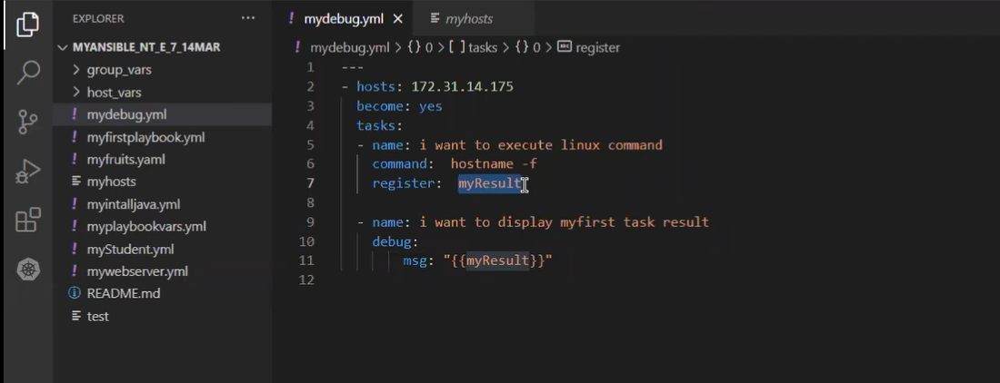 EXPLORER
MYANSIBLE_NT_E_7_14MAR
group_vars
host_vars
mydebug.yml
myfirstplaybook.yml
myfruits.yaml
myhosts
myintalljava.yml
myplaybookvars.yml
myStudent.yml
mywebserver.yml
README.md
test
mydebug.yml
myhosts
mydebug.yml > {} 0 > [ ] tasks > {} 0 > abc register
1 ---
2 - hosts: 172.31.14.175
3 become: yes
4 tasks:
5 - name: i want to execute linux command
6 command:  hostname -f
7 register:  myResult
8
9 - name: i want to display myfirst task result
10 debug:
11 msg: "{{myResult}}"
12